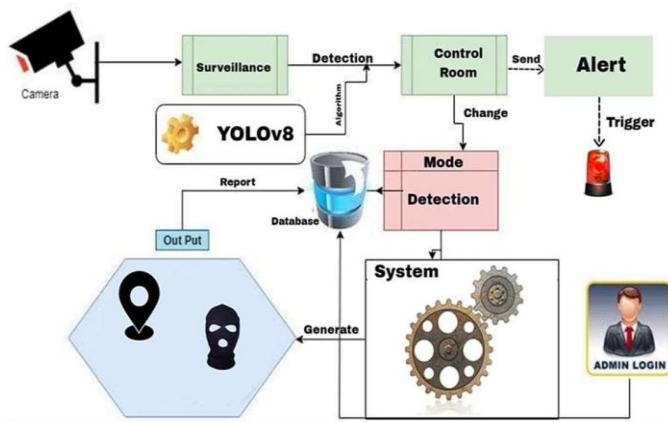 Camera
Surveillance
Detection
Control
Room
Send
Alert
YOLOv8
Algorithm
Change
Trigger
Mode
Detection
Report
Database
Out Put
System
Generate
ADMIN LOGIN